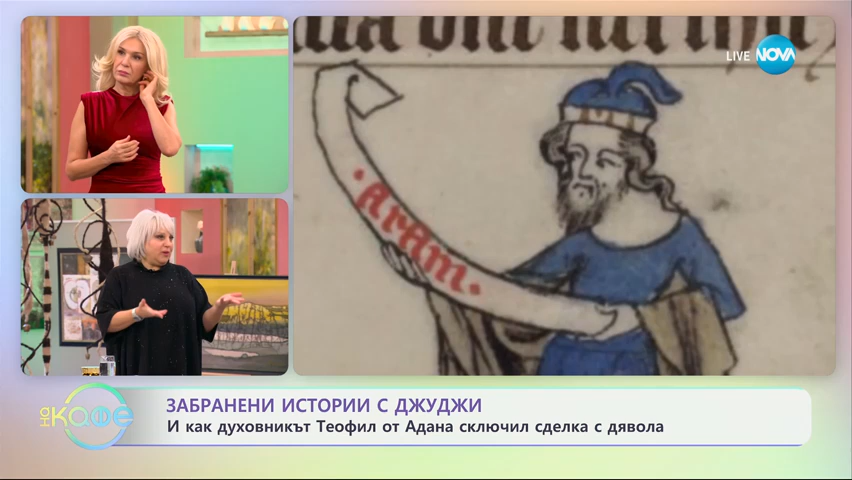 LIVE NOVA
aram
НА
КАФЕ
ЗАБРАНЕНИ ИСТОРИИ С ДЖУДЖИ
И как духовникът Теофил от Адана сключил сделка с дявола